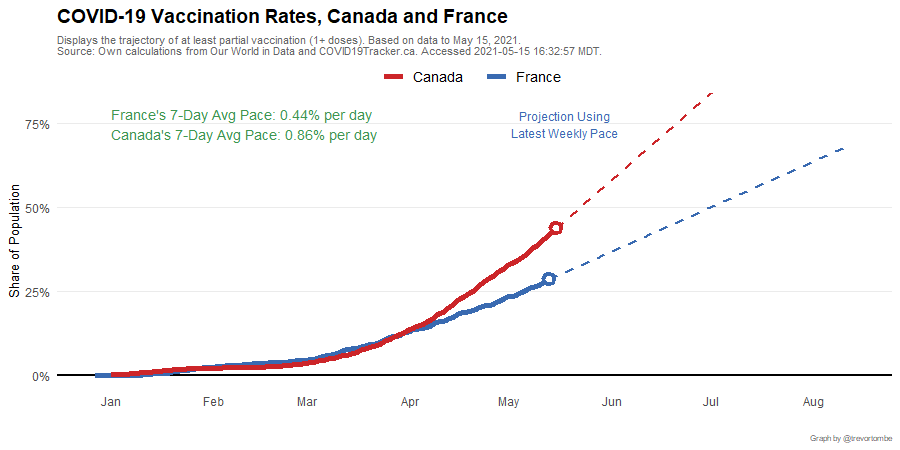 COVID-19 Vaccination Rates, Canada and France
Displays the trajectory of at least partial vaccination (1+ doses). Based on data to May 15, 2021.
Source: Own calculations from Our World in Data and COVID19Tracker.ca. Accessed 2021-05-15 16:32:57 MDT.
Canada France
France's 7-Day Avg Pace: 0.44% per day
Canada's 7-Day Avg Pace: 0.86% per day
Projection Using
Latest Weekly Pace
Share of Population
75%
50%
25%
0%
Jan Feb Mar Apr May Jun Jul Aug
Graph by @trevortombe